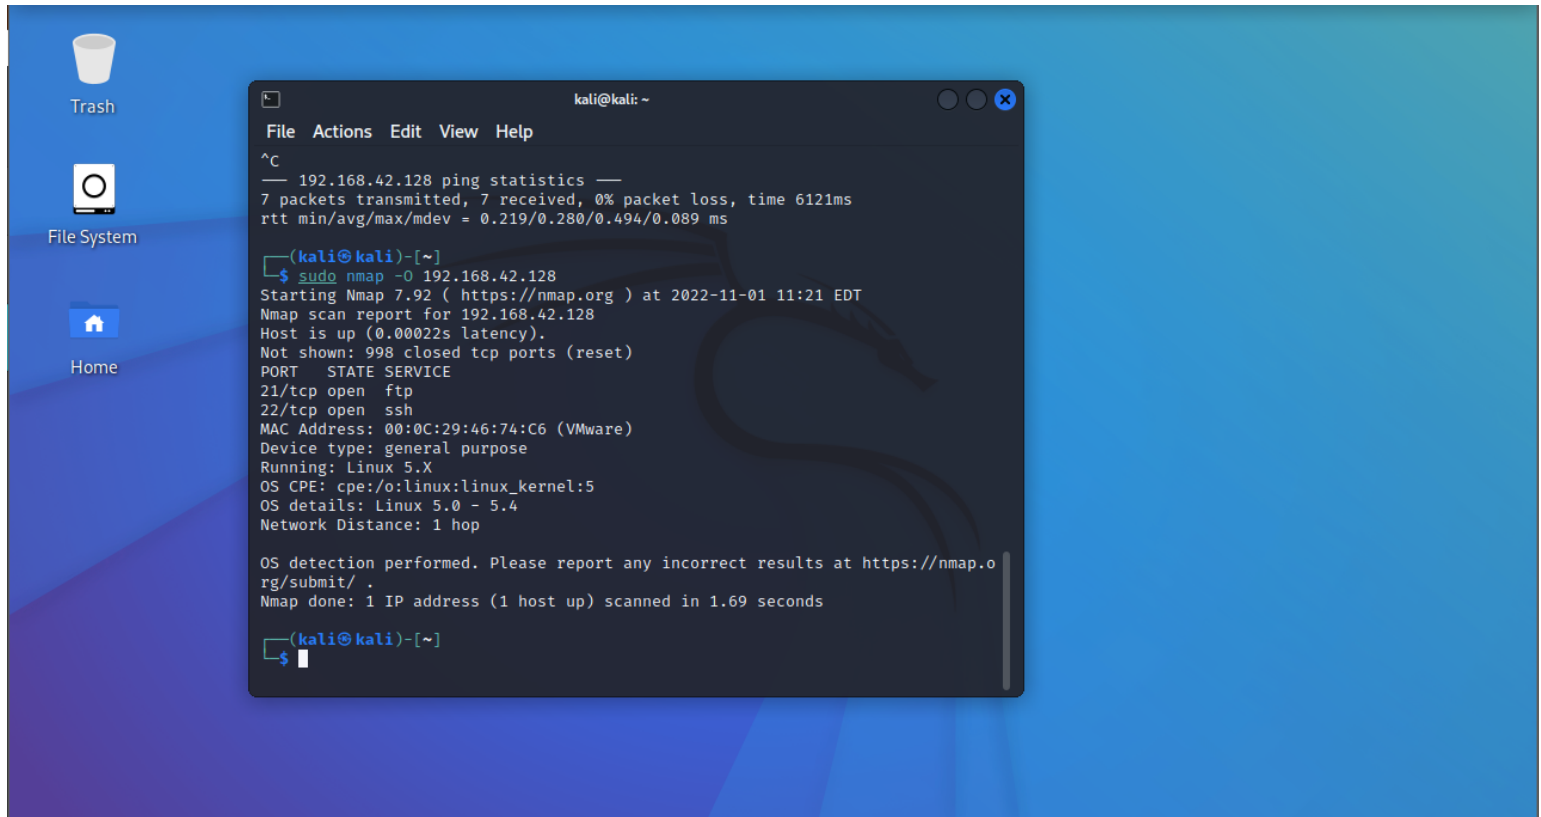 Trash
File System
Home
kali@kali: ~
File Actions Edit View Help
^C
— 192.168.42.128 ping statistics —
7 packets transmitted, 7 received, 0% packet loss, time 6121ms
rtt min/avg/max/mdev = 0.219/0.280/0.494/0.089 ms
┌──(kali㉿kali)-[~]
└─$ sudo nmap -O 192.168.42.128
Starting Nmap 7.92 ( https://nmap.org ) at 2022-11-01 11:21 EDT
Nmap scan report for 192.168.42.128
Host is up (0.00022s latency).
Not shown: 998 closed tcp ports (reset)
PORT   STATE SERVICE
21/tcp open  ftp
22/tcp open  ssh
MAC Address: 00:0C:29:46:74:C6 (VMware)
Device type: general purpose
Running: Linux 5.X
OS CPE: cpe:/o:linux:linux_kernel:5
OS details: Linux 5.0 - 5.4
Network Distance: 1 hop
OS detection performed. Please report any incorrect results at https://nmap.o
rg/submit/ .
Nmap done: 1 IP address (1 host up) scanned in 1.69 seconds
┌──(kali㉿kali)-[~]
└─$